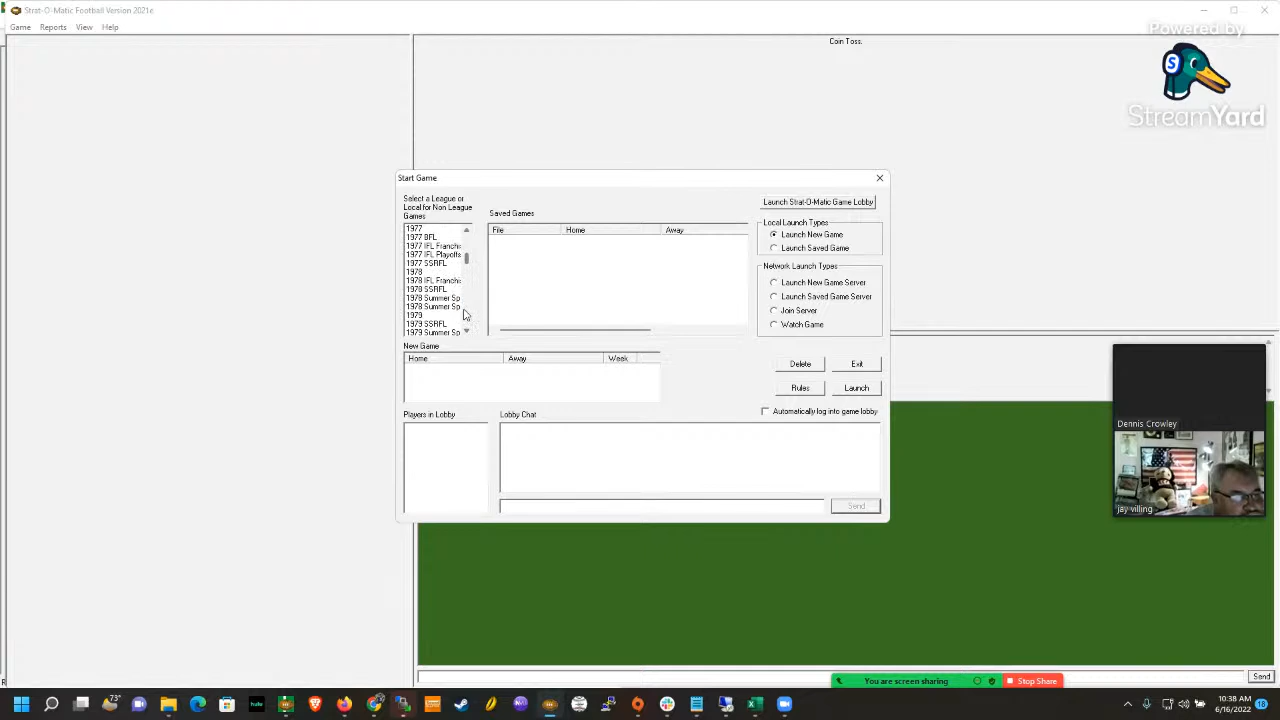 Strat-O-Matic Football Version 2021e
Game Reports View Help
Coin Toss.
Powered by
StreamYard
Start Game
Select a League or
Local for Non League
Games
1977
1977 BFL
1977 IFL Franchi
1977 IFL Playoffs
1977 SSRFL
1978
1978 IFL Franchi
1978 SSRFL
1978 Summer Sp
1978 Summer Sp
1979
1979 SSRFL
1979 Summer Sp
Saved Games
File Home Away
Launch Strat-O-Matic Game Lobby
Local Launch Types
Launch New Game
Launch Saved Game
Network Launch Types
Launch New Game Server
Launch Saved Game Server
Join Server
Watch Game
New Game
Home Away Week
Delete Exit
Rules Launch
Automatically log into game lobby
Players in Lobby
Lobby Chat
Send
Dennis Crowley
jay villing
Send
You are screen sharing
Stop Share
73°
hulu
10:38 AM
6/16/2022
18